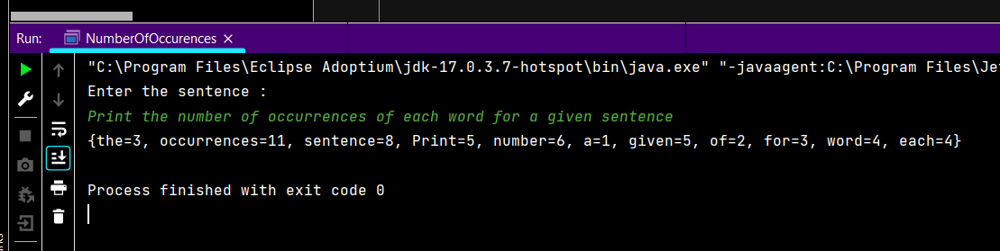 Run: NumberOfOccurences ×
"C:\Program Files\Eclipse Adoptium\jdk-17.0.3.7-hotspot\bin\java.exe" "-javaagent:C:\Program Files\Je
Enter the sentence :
Print the number of occurrences of each word for a given sentence
{the=3, occurrences=11, sentence=8, Print=5, number=6, a=1, given=5, of=2, for=3, word=4, each=4}
Process finished with exit code 0